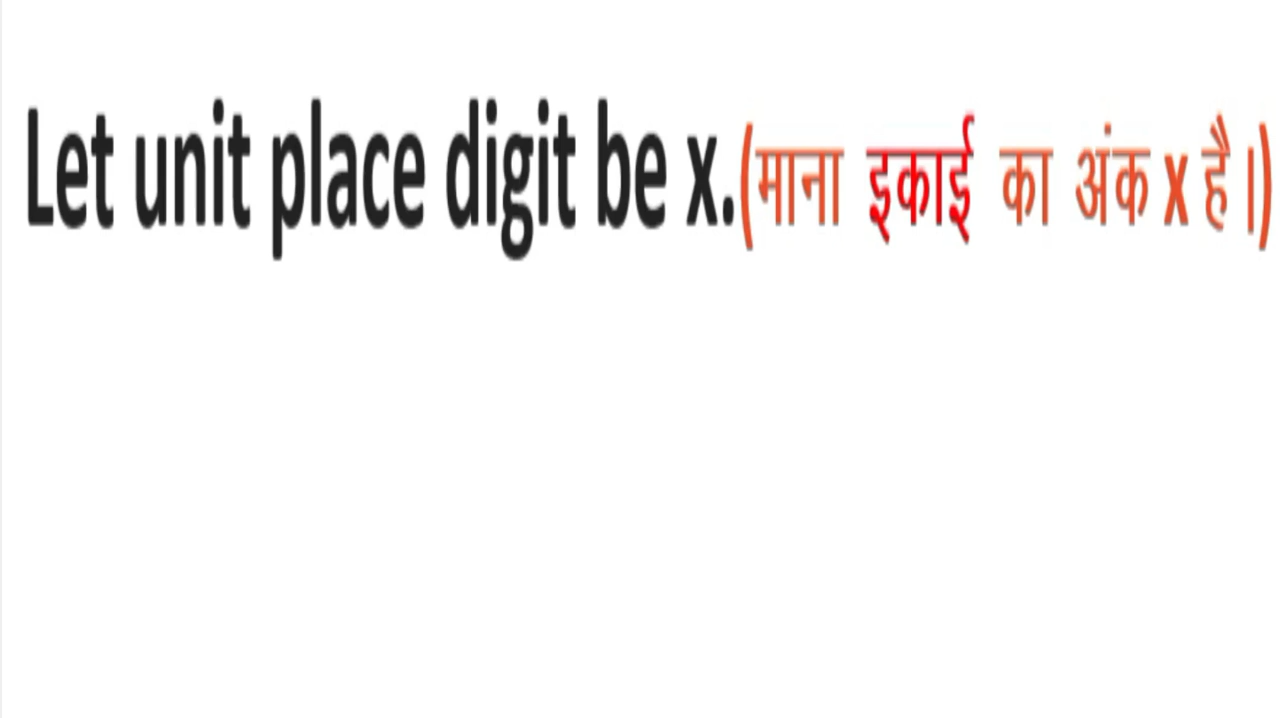 Let unit place digit be x.(माना इकाई का अंक x है ।)